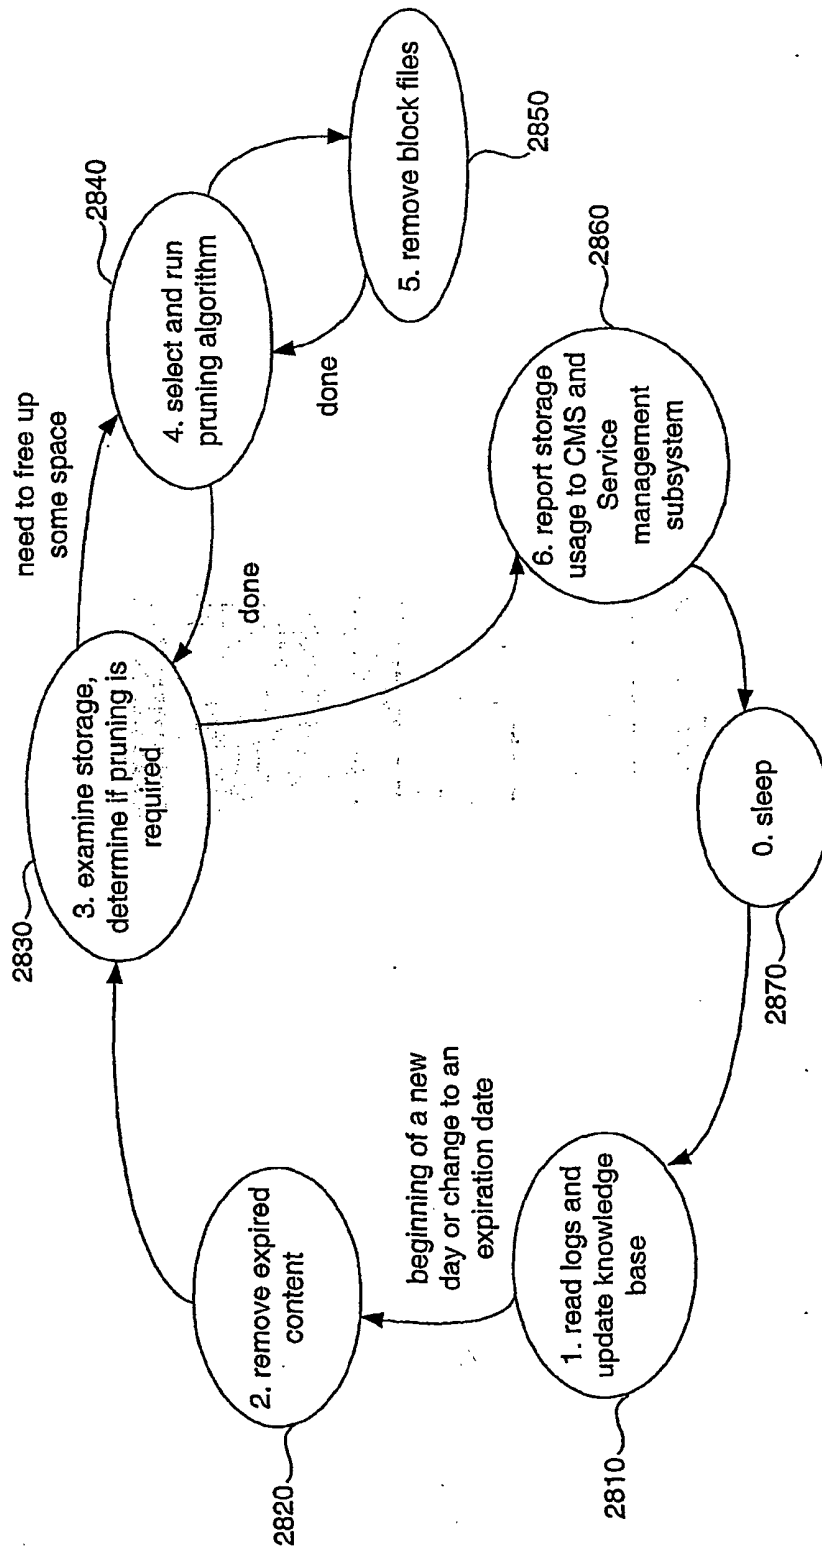 2830
3. examine storage,
determine if pruning is
required
need to free up
some space
2840
4. select and run
pruning algorithm
done
done
5. remove block files
2850
2820
2. remove expired
content
beginning of a new
day or change to an
expiration date
2860
6. report storage
usage to CMS and
Service
management
subsystem
2810
1. read logs and
update knowledge
base
2870
0. sleep